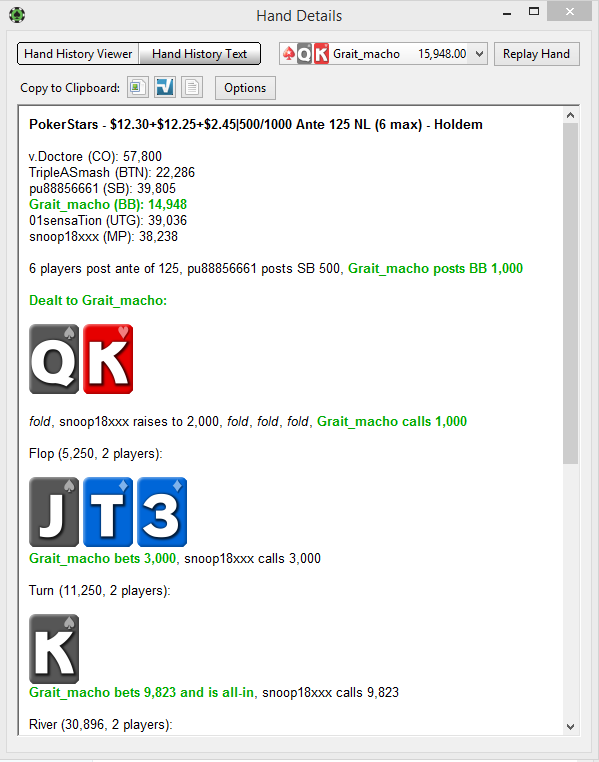 Hand Details
Hand History Viewer Hand History Text Q K Grait_macho 15,948.00 Replay Hand
Copy to Clipboard: Options
PokerStars - $12.30+$12.25+$2.45|500/1000 Ante 125 NL (6 max) - Holdem
v.Doctore (CO): 57,800
TripleASmash (BTN): 22,286
pu88856661 (SB): 39,805
Grait_macho (BB): 14,948
01sensaTion (UTG): 39,036
snoop18xxx (MP): 38,238
6 players post ante of 125, pu88856661 posts SB 500, Grait_macho posts BB 1,000
Dealt to Grait_macho:
Q K
fold, snoop18xxx raises to 2,000, fold, fold, fold, Grait_macho calls 1,000
Flop (5,250, 2 players):
J T 3
Grait_macho bets 3,000, snoop18xxx calls 3,000
Turn (11,250, 2 players):
K
Grait_macho bets 9,823 and is all-in, snoop18xxx calls 9,823
River (30,896, 2 players):